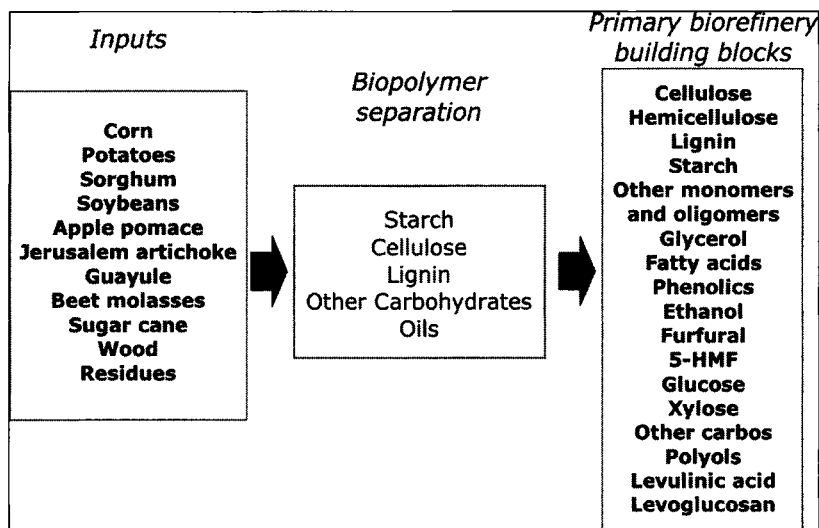 Inputs
Corn
Potatoes
Sorghum
Soybeans
Apple pomace
Jerusalem artichoke
Guayule
Beet molasses
Sugar cane
Wood
Residues
Biopolymer
separation
Starch
Cellulose
Lignin
Other Carbohydrates
Oils
Primary biorefinery
building blocks
Cellulose
Hemicellulose
Lignin
Starch
Other monomers
and oligomers
Glycerol
Fatty acids
Phenolics
Ethanol
Furfural
5-HMF
Glucose
Xylose
Other carbos
Polyols
Levulinic acid
Levoglucosan